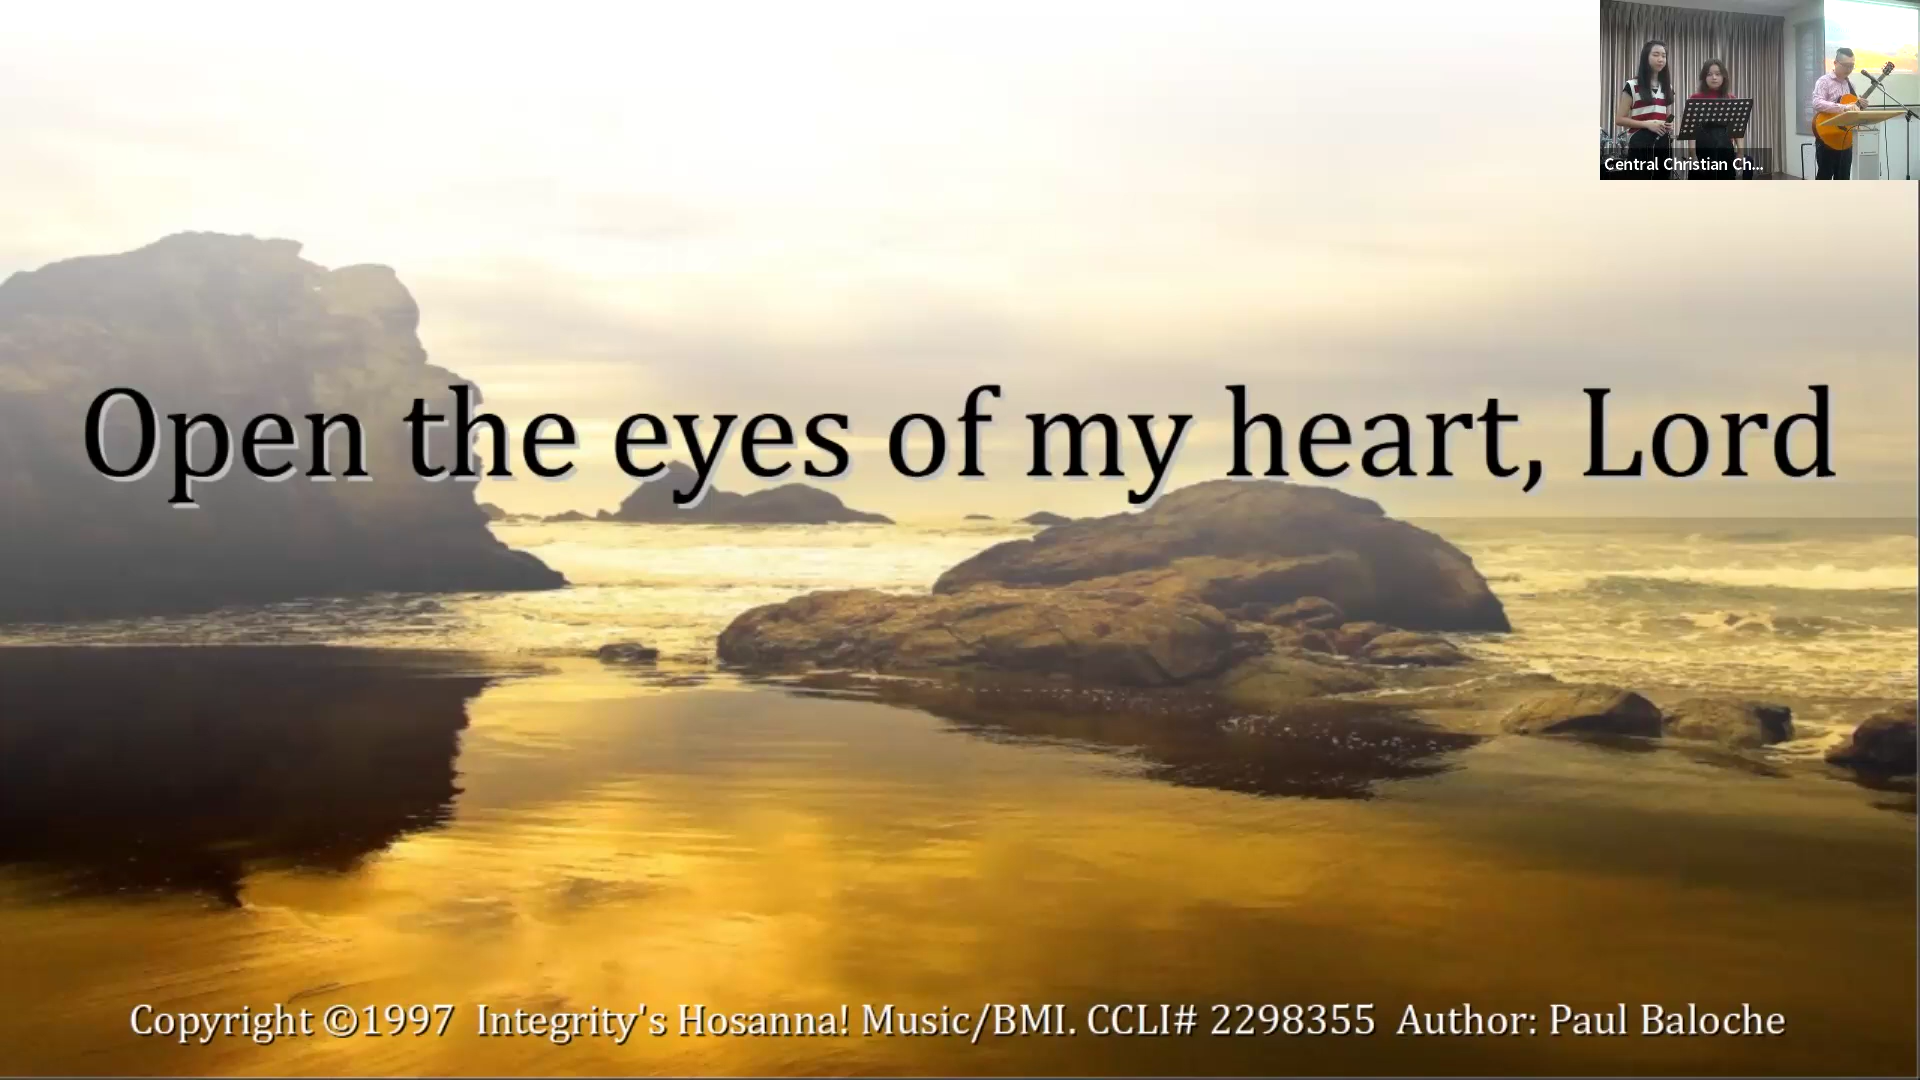 Central Christian Ch...
Open the eyes of my heart, Lord
Copyright ©1997 Integrity's Hosanna! Music/BMI. CCLI# 2298355 Author: Paul Baloche